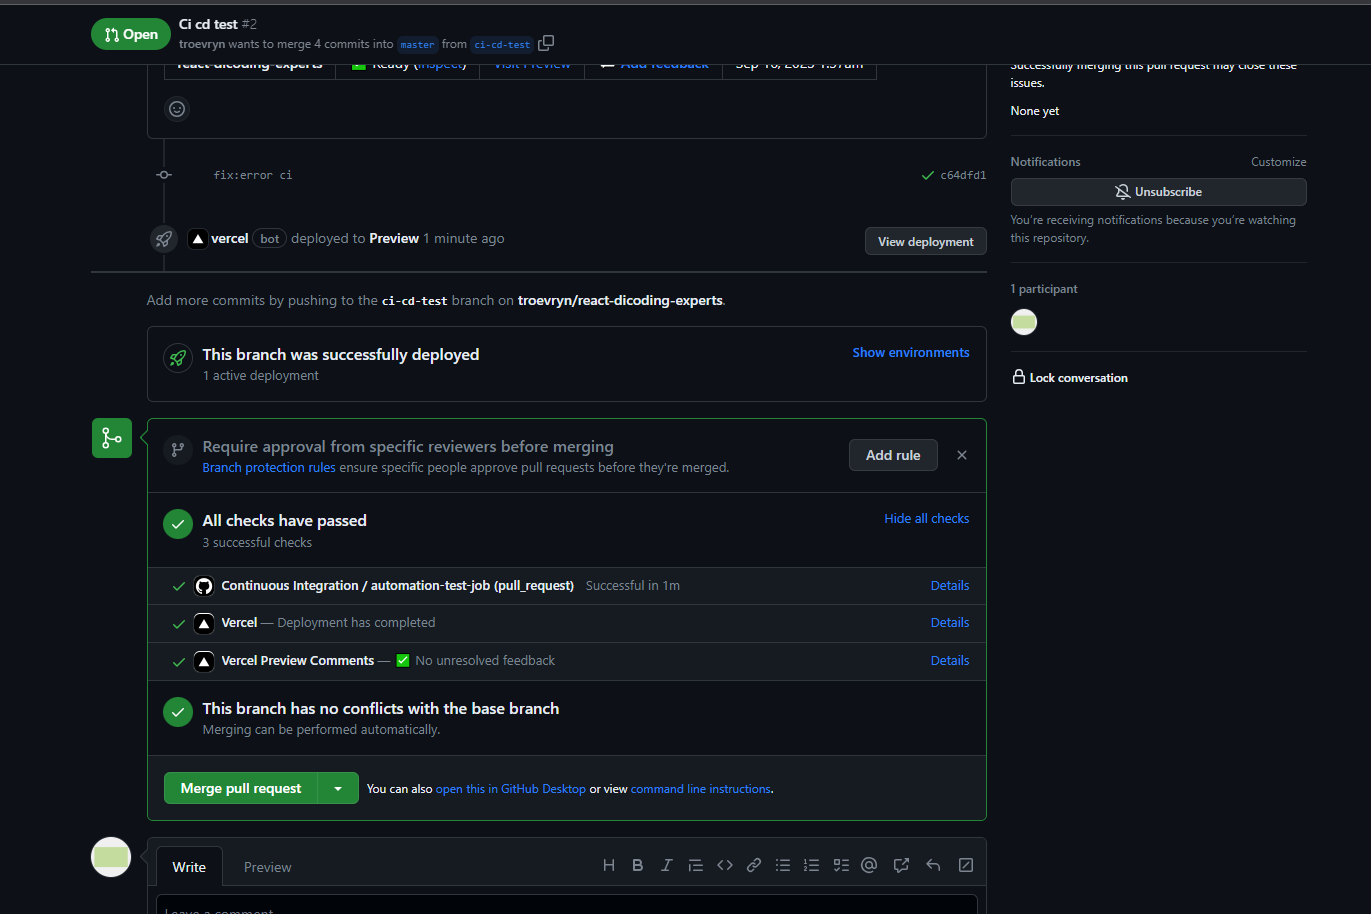 Open
Ci cd test #2
troevryn wants to merge 4 commits into master from ci-cd-test
react-dicoding-experts ✅ Ready (Inspect) Visit Preview Add feedback Sep 16, 2023 1:37am
fix:error ci c64dfd1
vercel bot deployed to Preview 1 minute ago View deployment
Add more commits by pushing to the ci-cd-test branch on troevryn/react-dicoding-experts.
This branch was successfully deployed Show environments
1 active deployment
Require approval from specific reviewers before merging
Branch protection rules ensure specific people approve pull requests before they're merged.
Add rule
All checks have passed Hide all checks
3 successful checks
Continuous Integration / automation-test-job (pull_request) Successful in 1m Details
Vercel — Deployment has completed Details
Vercel Preview Comments — ✅ No unresolved feedback Details
This branch has no conflicts with the base branch
Merging can be performed automatically.
Merge pull request You can also open this in GitHub Desktop or view command line instructions.
Write Preview
Leave a comment
Successfully merging this pull request may close these
issues.
None yet
Notifications Customize
Unsubscribe
You're receiving notifications because you're watching
this repository.
1 participant
Lock conversation